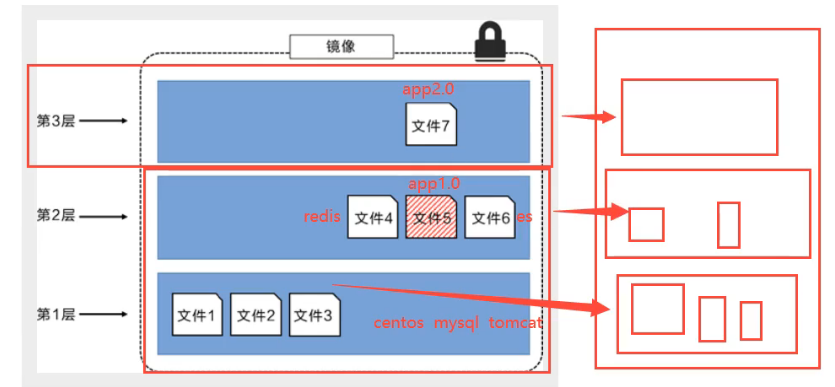 镜像
app2.0
第3层
文件7
app1.0
第2层
redis 文件4 文件5 文件6 es
第1层
文件1 文件2 文件3
centos mysql tomcat